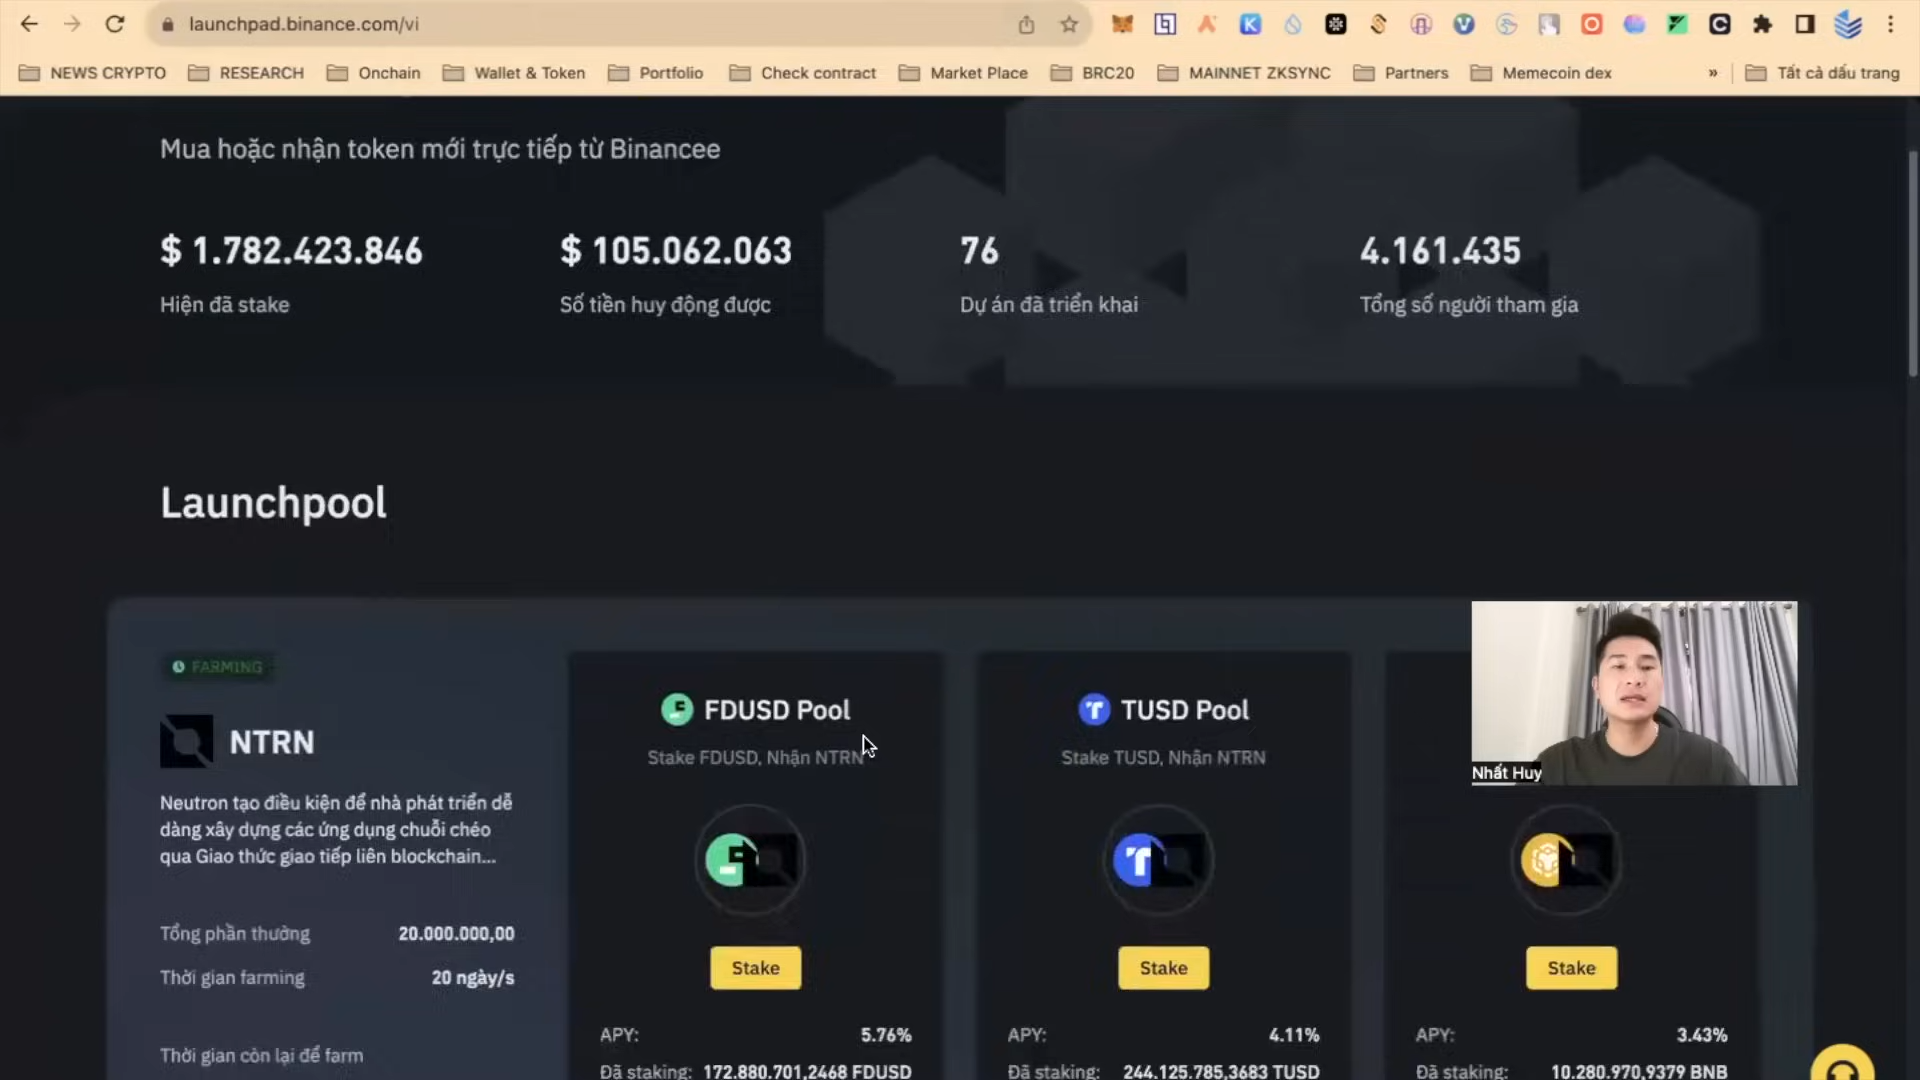 launchpad.binance.com/vi
NEWS CRYPTO
RESEARCH
Onchain
Wallet & Token
Portfolio
Check contract
Market Place
BRC20
MAINNET ZKSYNC
Partners
Memecoin dex
»
Tất cả dấu trang
Mua hoặc nhận token mới trực tiếp từ Binancee
$ 1.782.423.846
Hiện đã stake
$ 105.062.063
Số tiền huy động được
76
Dự án đã triển khai
4.161.435
Tổng số người tham gia
Launchpool
FARMING
NTRN
Neutron tạo điều kiện để nhà phát triển dễ
dàng xây dựng các ứng dụng chuỗi chéo
qua Giao thức giao tiếp liên blockchain...
Tổng phần thưởng 20.000.000,00
Thời gian farming 20 ngày/s
Thời gian còn lại để farm
FDUSD Pool
Stake FDUSD, Nhận NTRN
Stake
APY: 5.76%
Đã staking: 172.880.701,2468 FDUSD
TUSD Pool
Stake TUSD, Nhận NTRN
Stake
APY: 4.11%
Đã staking: 244.125.785,3683 TUSD
Nhất Huy
Stake
APY: 3.43%
Đã staking: 10.280.970,9379 BNB